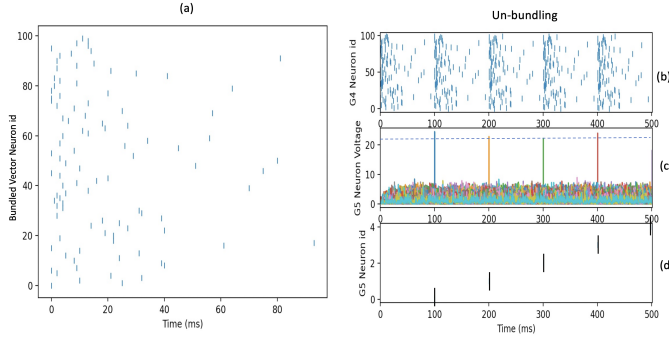 (a)
Un-bundling
Bundled Vector Neuron id
100
80
60
40
20
0
0 20 40 60 80 100
Time (ms)
G4 Neuron id
100
50
0
0 100 200 300 400 500
(b)
G5 Neuron Voltage
20
10
0
0 100 200 300 400 500
(c)
G5 Neuron id
4
2
0
0 100 200 300 400 500
Time (ms)
(d